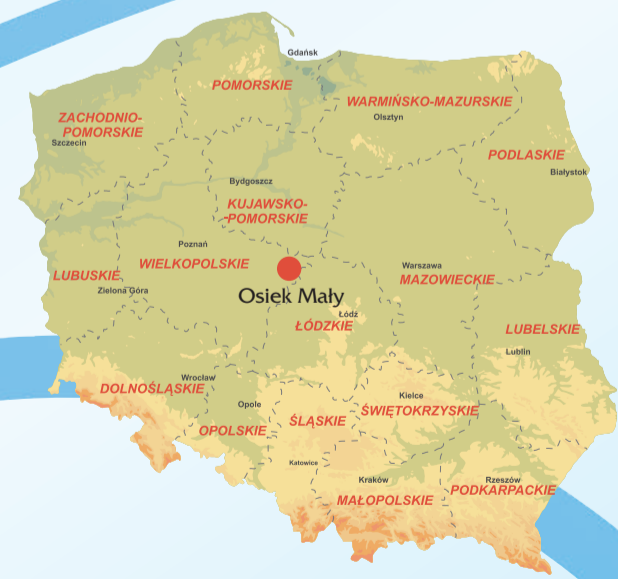 Gdańsk
POMORSKIE
WARMIŃSKO-MAZURSKIE
Olsztyn
ZACHODNIO-
POMORSKIE
Szczecin
PODLASKIE
Białystok
Bydgoszcz
KUJAWSKO-
-POMORSKIE
Poznań
WIELKOPOLSKIE
LUBUSKIE
Zielona Góra
Warszawa
MAZOWIECKIE
Osiek Mały
Łódź
ŁÓDZKIE
LUBELSKIE
Lublin
Wrocław
DOLNOŚLĄSKIE
Opole
OPOLSKIE
ŚLĄSKIE
Katowice
Kielce
ŚWIĘTOKRZYSKIE
Kraków
MAŁOPOLSKIE
Rzeszów
PODKARPACKIE